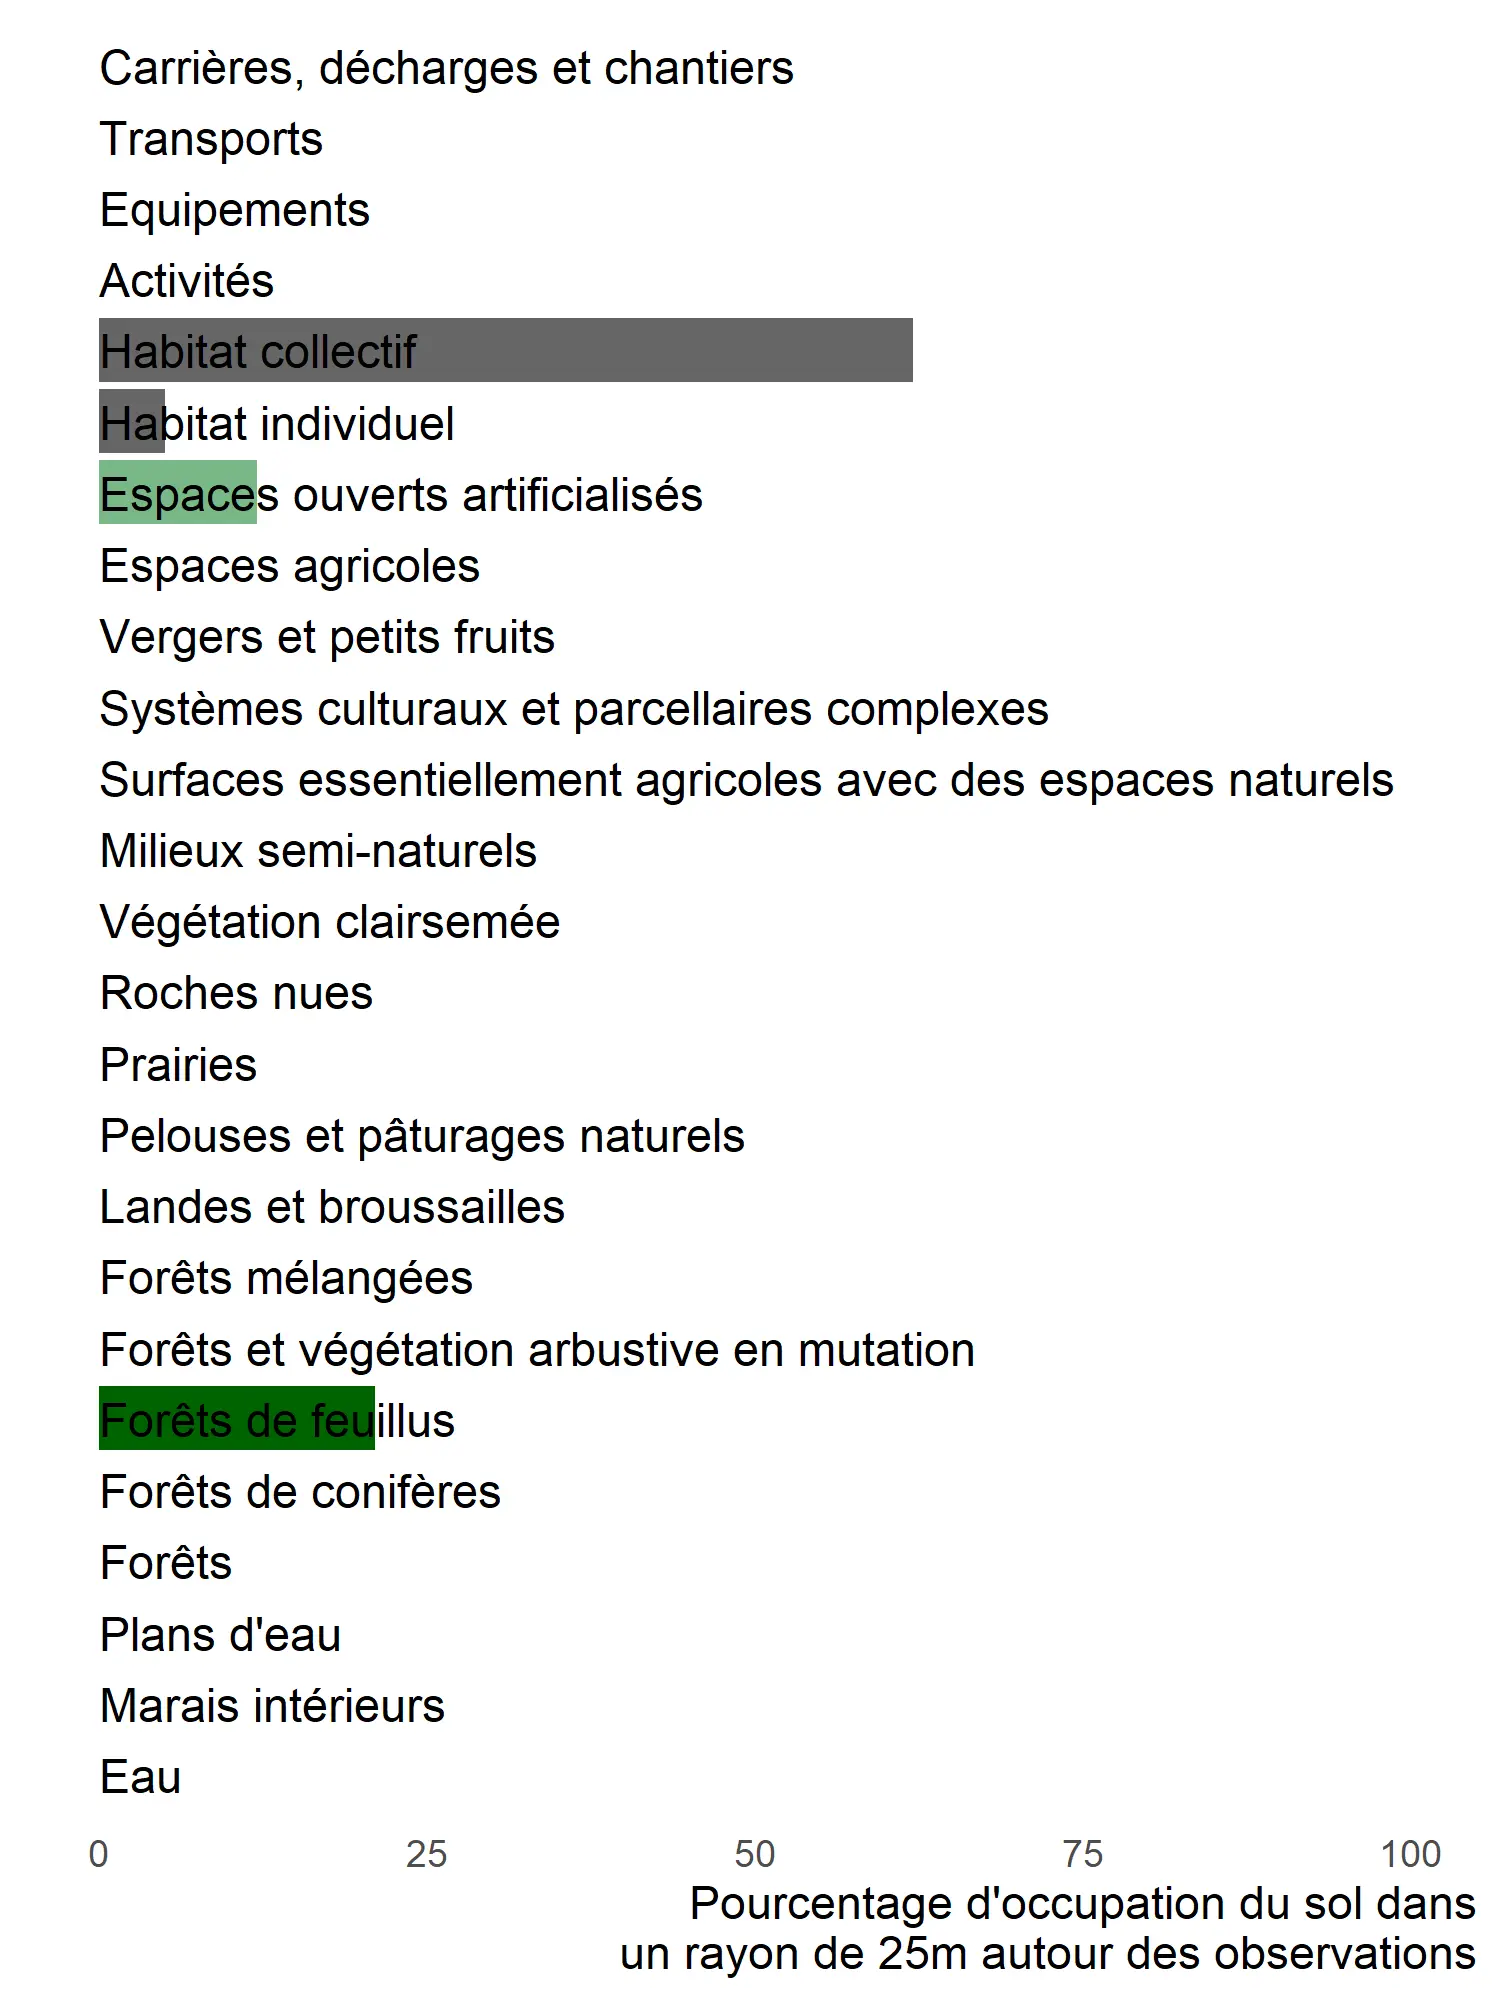 Carrières, décharges et chantiers
Transports
Equipements
Activités
Habitat collectif
Habitat individuel
Espaces ouverts artificialisés
Espaces agricoles
Vergers et petits fruits
Systèmes culturaux et parcellaires complexes
Surfaces essentiellement agricoles avec des espaces naturels
Milieux semi-naturels
Végétation clairsemée
Roches nues
Prairies
Pelouses et pâturages naturels
Landes et broussailles
Forêts mélangées
Forêts et végétation arbustive en mutation
Forêts de feuillus
Forêts de conifères
Forêts
Plans d'eau
Marais intérieurs
Eau
0 25 50 75 100
Pourcentage d'occupation du sol dans
un rayon de 25m autour des observations